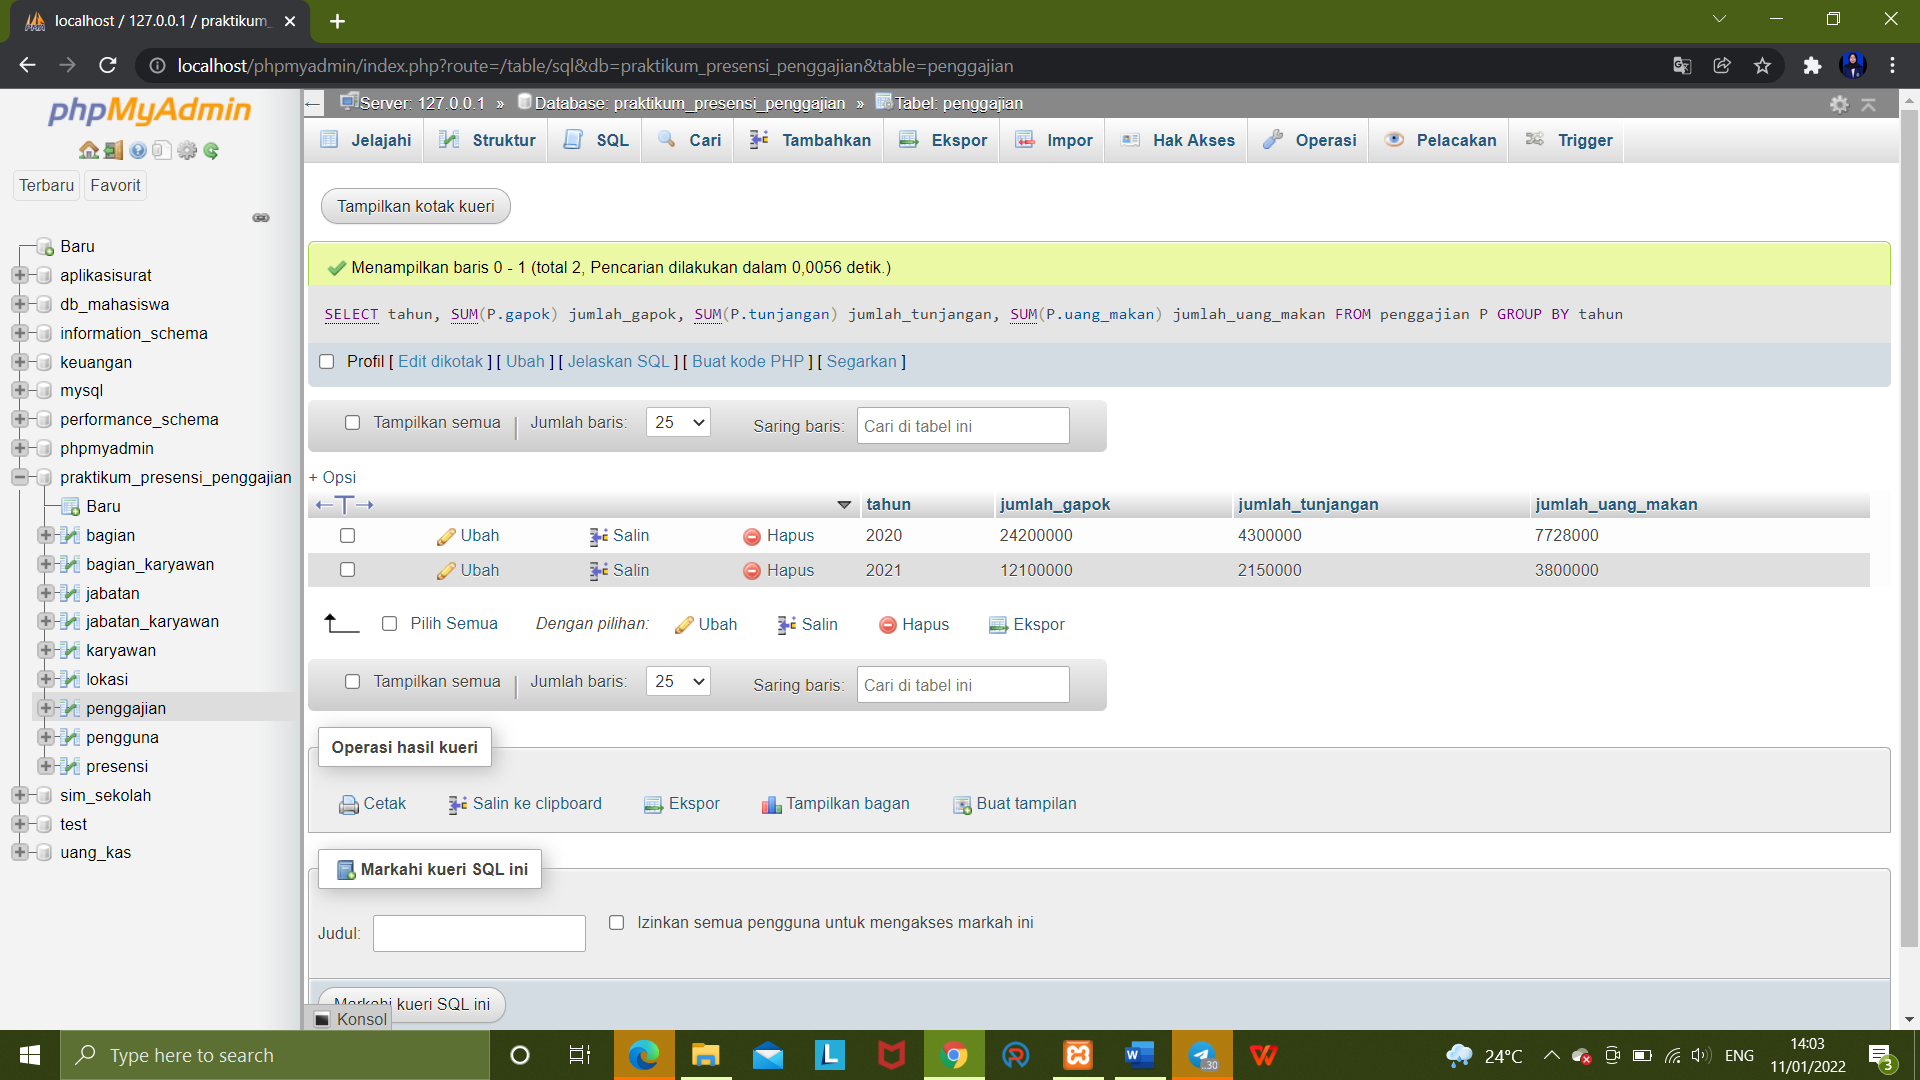 localhost / 127.0.0.1 / praktikum_
localhost/phpmyadmin/index.php?route=/table/sql&db=praktikum_presensi_penggajian&table=penggajian
phpMyAdmin
Terbaru Favorit
Baru
aplikasisurat
db_mahasiswa
information_schema
keuangan
mysql
performance_schema
phpmyadmin
praktikum_presensi_penggajian
Baru
bagian
bagian_karyawan
jabatan
jabatan_karyawan
karyawan
lokasi
penggajian
pengguna
presensi
sim_sekolah
test
uang_kas
Server: 127.0.0.1 » Database: praktikum_presensi_penggajian » Tabel: penggajian
Jelajahi Struktur SQL Cari Tambahkan Ekspor Impor Hak Akses Operasi Pelacakan Trigger
Tampilkan kotak kueri
Menampilkan baris 0 - 1 (total 2, Pencarian dilakukan dalam 0,0056 detik.)
SELECT tahun, SUM(P.gapok) jumlah_gapok, SUM(P.tunjangan) jumlah_tunjangan, SUM(P.uang_makan) jumlah_uang_makan FROM penggajian P GROUP BY tahun
Profil [ Edit dikotak ] [ Ubah ] [ Jelaskan SQL ] [ Buat kode PHP ] [ Segarkan ]
Tampilkan semua | Jumlah baris: 25 Saring baris: Cari di tabel ini
+ Opsi
←T→ tahun jumlah_gapok jumlah_tunjangan jumlah_uang_makan
Ubah Salin Hapus 2020 24200000 4300000 7728000
Ubah Salin Hapus 2021 12100000 2150000 3800000
Pilih Semua Dengan pilihan: Ubah Salin Hapus Ekspor
Tampilkan semua | Jumlah baris: 25 Saring baris: Cari di tabel ini
Operasi hasil kueri
Cetak Salin ke clipboard Ekspor Tampilkan bagan Buat tampilan
Markahi kueri SQL ini
Judul: Izinkan semua pengguna untuk mengakses markah ini
Markahi kueri SQL ini
Konsol
Type here to search
24°C ENG
14:03
11/01/2022
3